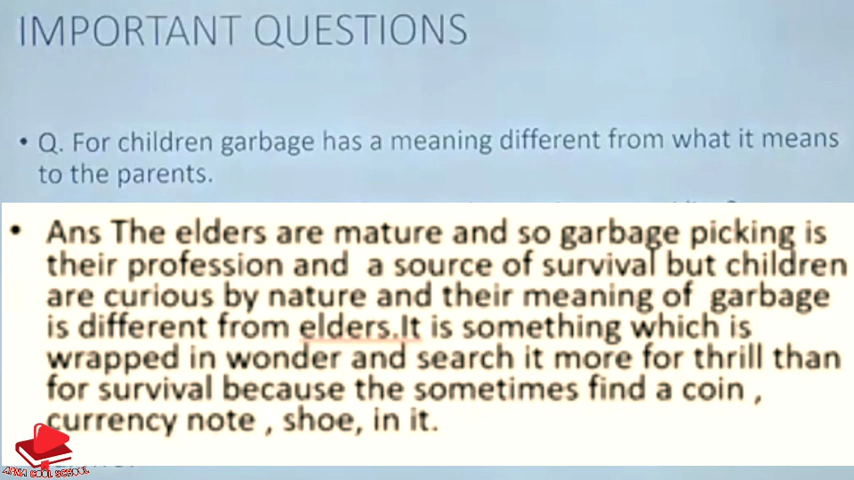 IMPORTANT QUESTIONS
• Q. For children garbage has a meaning different from what it means
to the parents.
• Ans The elders are mature and so garbage picking is
their profession and a source of survival but children
are curious by nature and their meaning of garbage
is different from elders.It is something which is
wrapped in wonder and search it more for thrill than
for survival because the sometimes find a coin ,
currency note , shoe, in it.
COOL SCHOOL